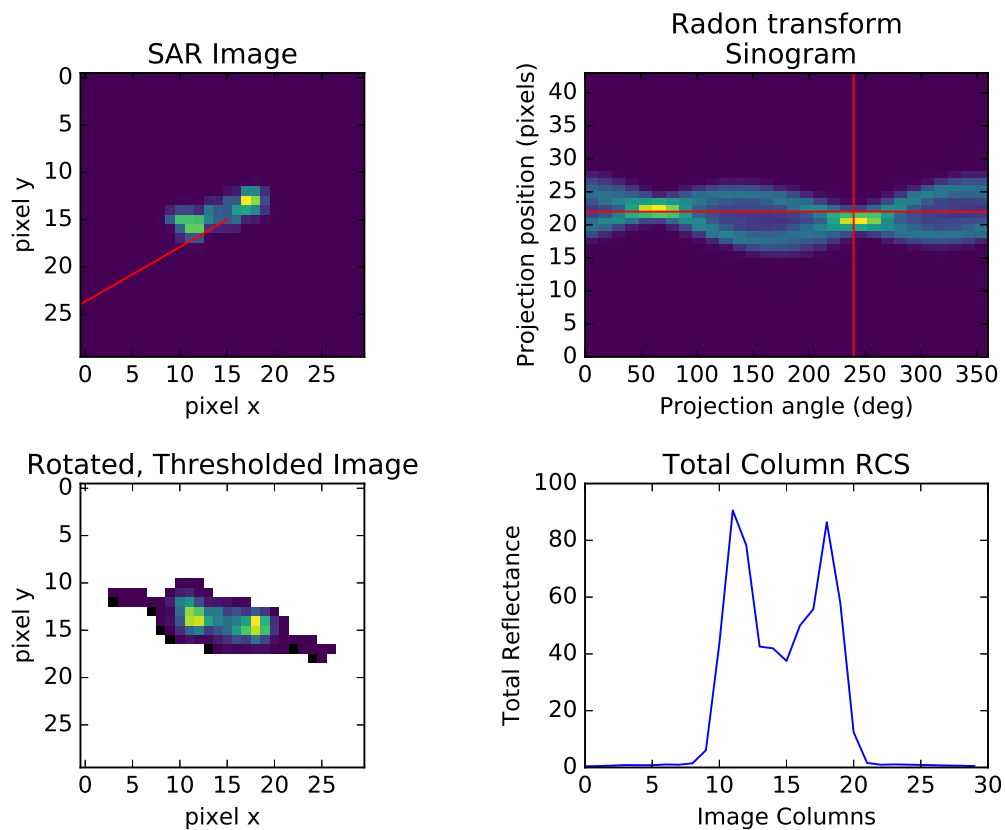 SAR Image
0
5
10
15
20
25
pixel y
0 5 10 15 20 25
pixel x
Radon transform
Sinogram
40
35
30
25
20
15
10
5
0
Projection position (pixels)
0 50 100 150 200 250 300 350
Projection angle (deg)
Rotated, Thresholded Image
0
5
10
15
20
25
pixel y
0 5 10 15 20 25
pixel x
Total Column RCS
100
80
60
40
20
0
Total Reflectance
0 5 10 15 20 25 30
Image Columns